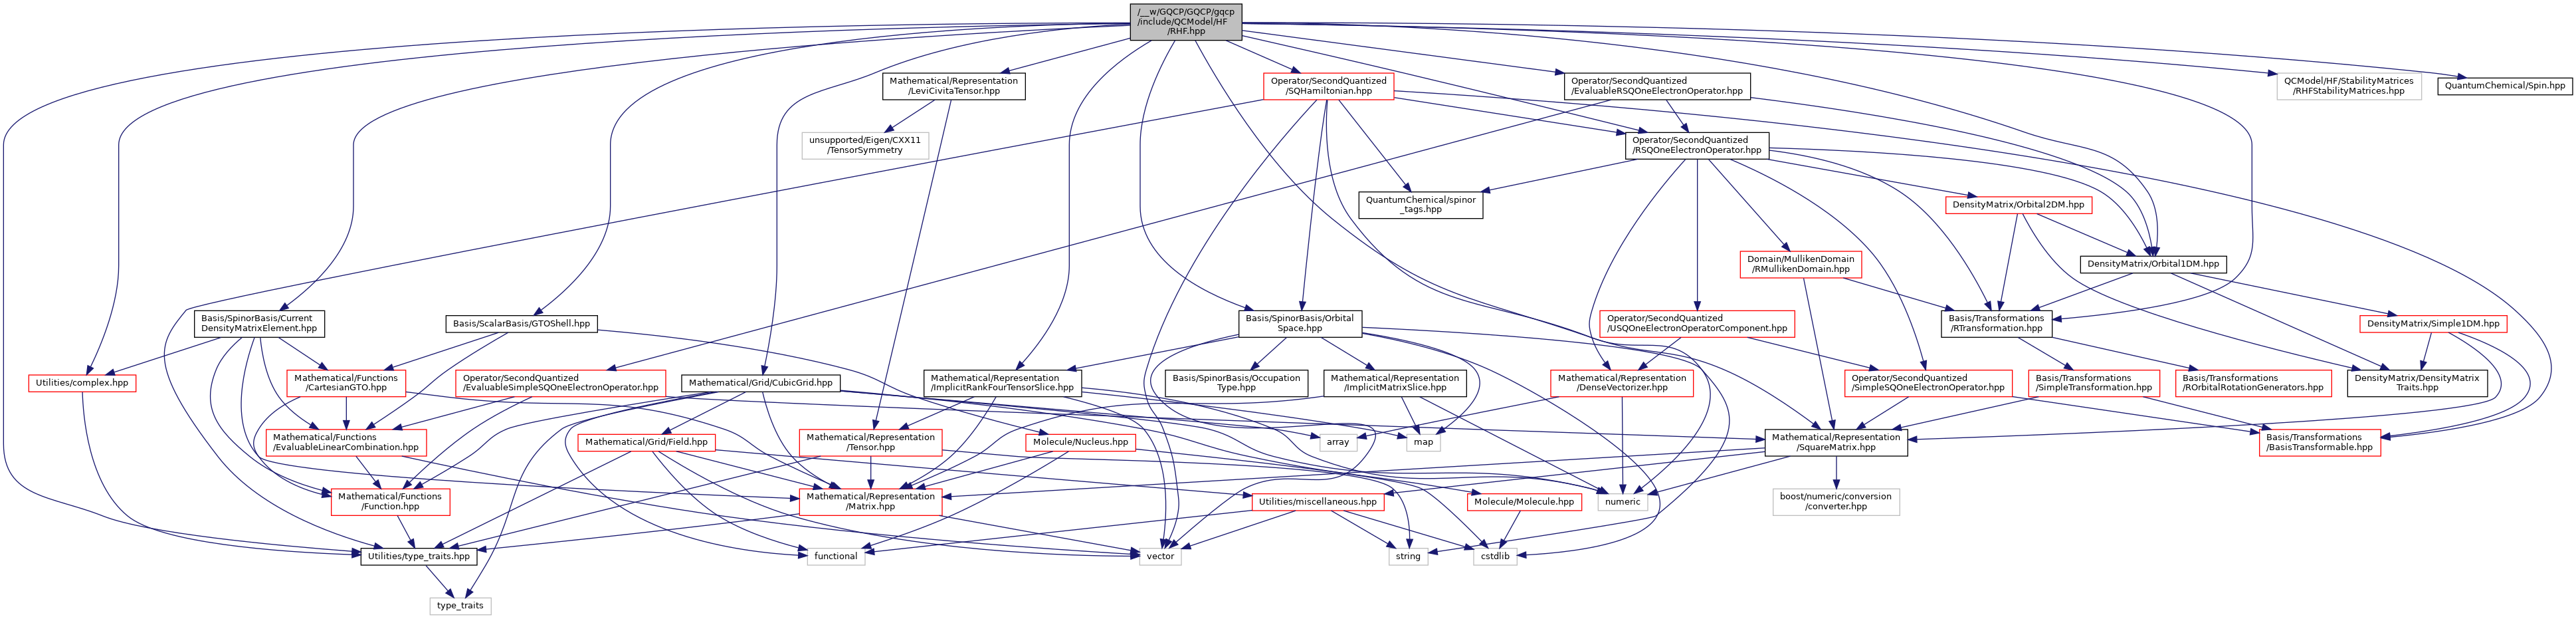 /__w/GQCP/GQCP/gqcp
/include/QCModel/HF
/RHF.hpp
Mathematical/Representation
/LeviCivitaTensor.hpp
Operator/SecondQuantized
/SQHamiltonian.hpp
Operator/SecondQuantized
/EvaluableRSQOneElectronOperator.hpp
QCModel/HF/StabilityMatrices
/RHFStabilityMatrices.hpp
QuantumChemical/Spin.hpp
unsupported/Eigen/CXX11
/TensorSymmetry
Operator/SecondQuantized
/RSQOneElectronOperator.hpp
QuantumChemical/spinor
_tags.hpp
DensityMatrix/Orbital2DM.hpp
Domain/MullikenDomain
/RMullikenDomain.hpp
DensityMatrix/Orbital1DM.hpp
Basis/SpinorBasis/Current
DensityMatrixElement.hpp
Basis/ScalarBasis/GTOShell.hpp
Basis/SpinorBasis/Orbital
Space.hpp
Operator/SecondQuantized
/USQOneElectronOperatorComponent.hpp
Basis/Transformations
/RTransformation.hpp
DensityMatrix/Simple1DM.hpp
Utilities/complex.hpp
Mathematical/Functions
/CartesianGTO.hpp
Operator/SecondQuantized
/EvaluableSimpleSQOneElectronOperator.hpp
Mathematical/Grid/CubicGrid.hpp
Mathematical/Representation
/ImplicitRankFourTensorSlice.hpp
Basis/SpinorBasis/Occupation
Type.hpp
Mathematical/Representation
/ImplicitMatrixSlice.hpp
Mathematical/Representation
/DenseVectorizer.hpp
Operator/SecondQuantized
/SimpleSQOneElectronOperator.hpp
Basis/Transformations
/SimpleTransformation.hpp
Basis/Transformations
/ROrbitalRotationGenerators.hpp
DensityMatrix/DensityMatrix
Traits.hpp
Mathematical/Functions
/EvaluableLinearCombination.hpp
Mathematical/Grid/Field.hpp
Mathematical/Representation
/Tensor.hpp
Molecule/Nucleus.hpp
array
map
Mathematical/Representation
/SquareMatrix.hpp
Basis/Transformations
/BasisTransformable.hpp
Mathematical/Functions
/Function.hpp
Mathematical/Representation
/Matrix.hpp
Utilities/miscellaneous.hpp
Molecule/Molecule.hpp
numeric
boost/numeric/conversion
/converter.hpp
Utilities/type_traits.hpp
functional
vector
string
cstdlib
type_traits